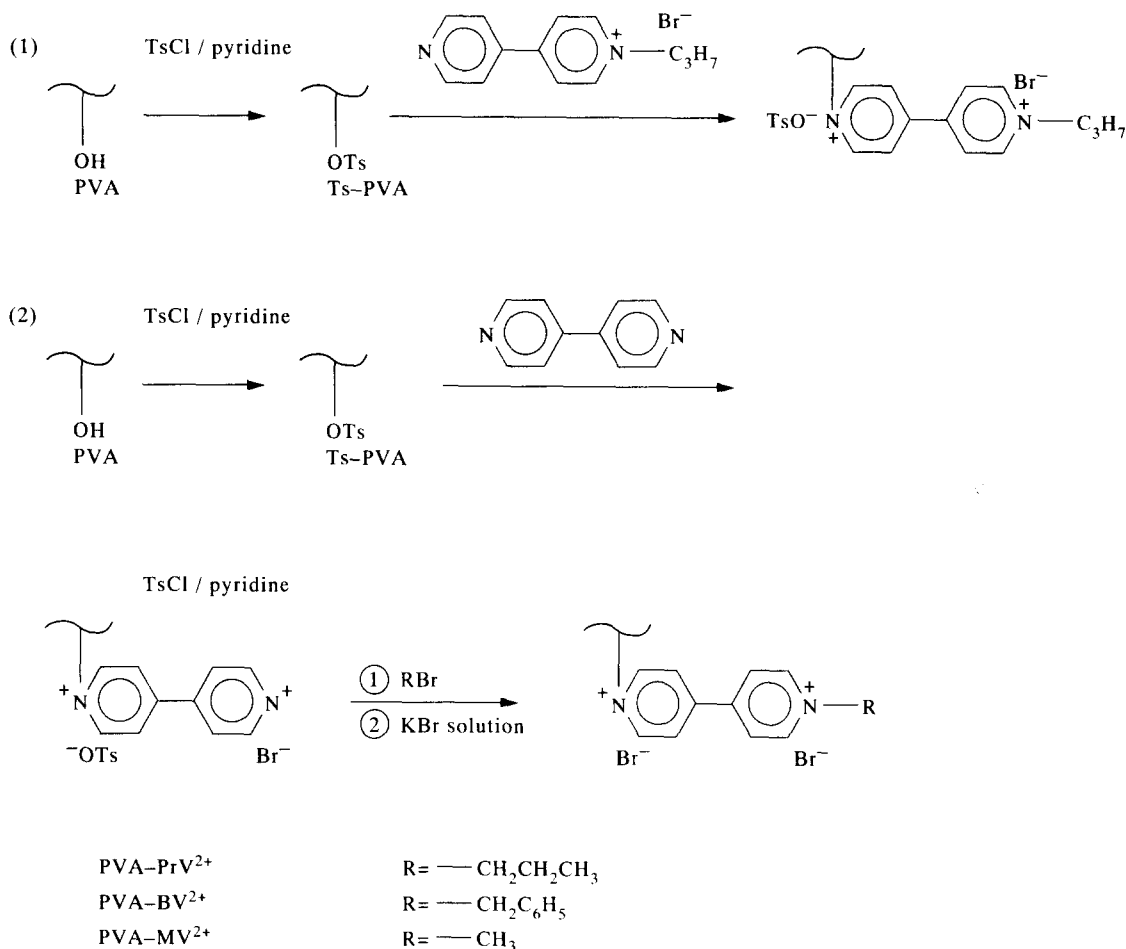 (1)
TsCl / pyridine
Br⁻
N
N⁺
C₃H₇
OH
PVA
OTs
Ts–PVA
TsO⁻
N
+
Br⁻
N⁺
C₃H₇
(2)
TsCl / pyridine
N
N
OH
PVA
OTs
Ts–PVA
TsCl / pyridine
+
N
N⁺
⁻OTs
Br⁻
① RBr
② KBr solution
+
N
N⁺
R
Br⁻
Br⁻
PVA–PrV²⁺ R= —CH₂CH₂CH₃
PVA–BV²⁺ R= —CH₂C₆H₅
PVA–MV²⁺ R= —CH₃